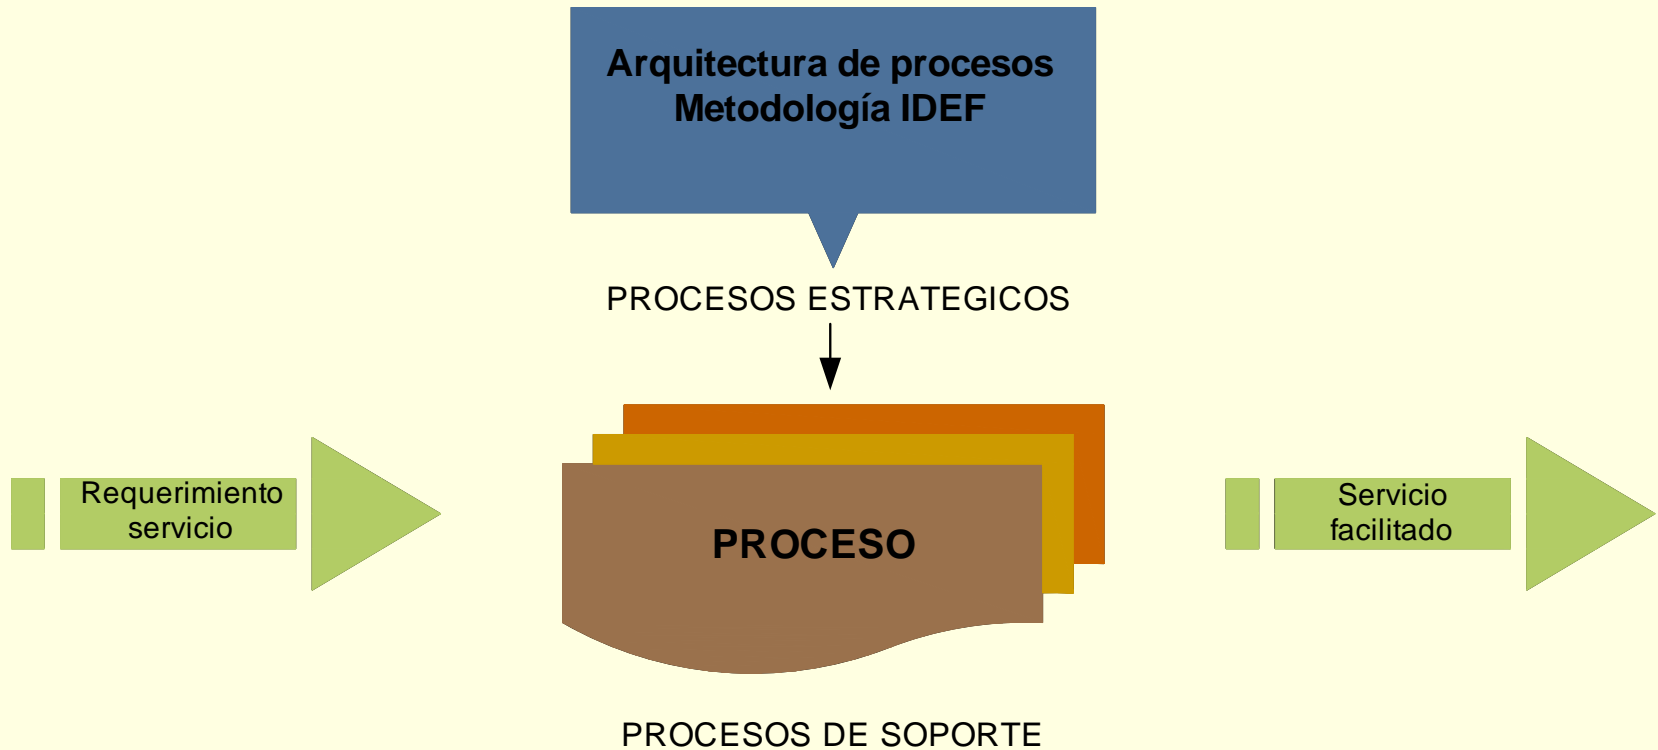 Arquitectura de procesos
Metodología IDEF
PROCESOS ESTRATEGICOS
Requerimiento
servicio
PROCESO
Servicio
facilitado
PROCESOS DE SOPORTE